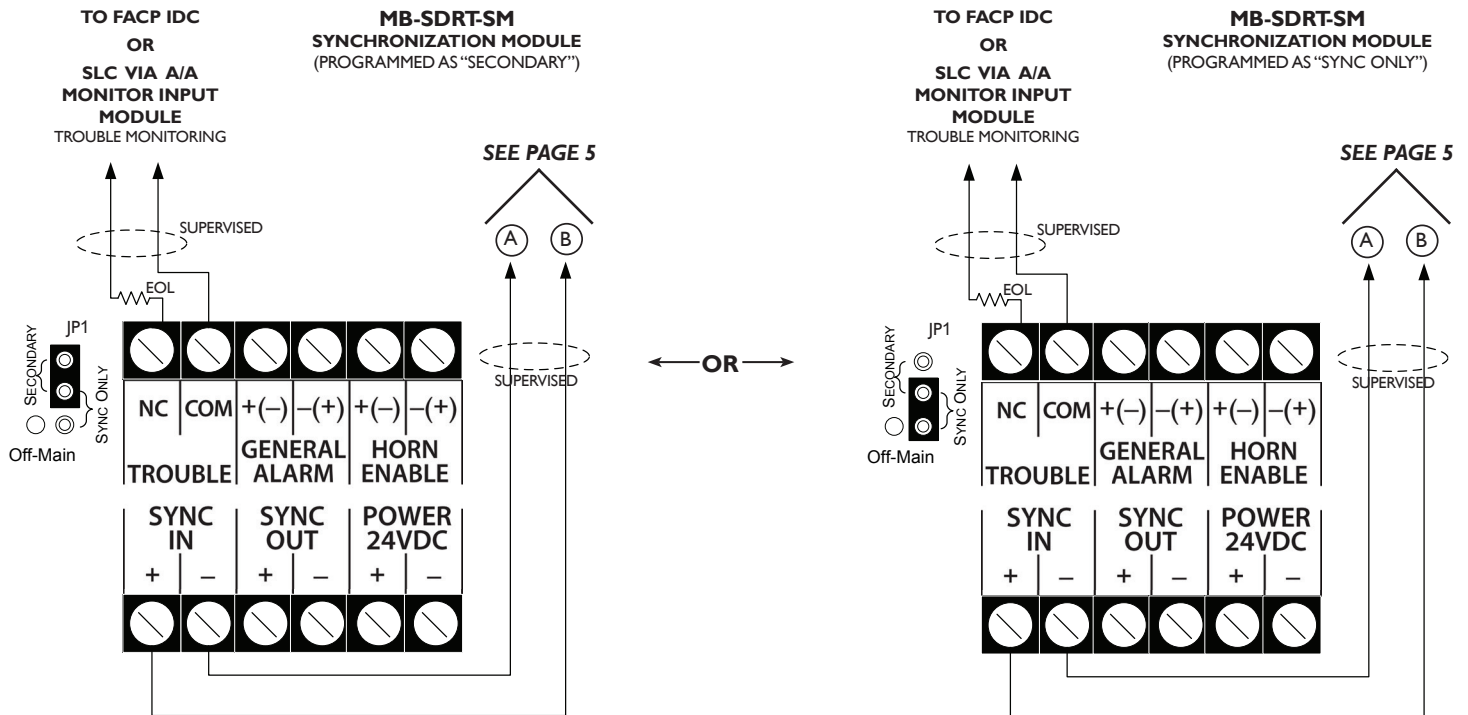 TO FACP IDC
OR
SLC VIA A/A
MONITOR INPUT
MODULE
TROUBLE MONITORING
MB-SDRT-SM
SYNCHRONIZATION MODULE
(PROGRAMMED AS “SECONDARY”)
SEE PAGE 5
A B
SUPERVISED
EOL
JP1
SECONDARY
SYNC ONLY
Off-Main
SUPERVISED
NC COM +(–) –(+) +(–) –(+)
TROUBLE GENERAL ALARM HORN ENABLE
SYNC IN SYNC OUT POWER 24VDC
+ – + – + –
OR
TO FACP IDC
OR
SLC VIA A/A
MONITOR INPUT
MODULE
TROUBLE MONITORING
MB-SDRT-SM
SYNCHRONIZATION MODULE
(PROGRAMMED AS “SYNC ONLY”)
SEE PAGE 5
A B
SUPERVISED
EOL
JP1
SECONDARY
SYNC ONLY
Off-Main
SUPERVISED
NC COM +(–) –(+) +(–) –(+)
TROUBLE GENERAL ALARM HORN ENABLE
SYNC IN SYNC OUT POWER 24VDC
+ – + – + –